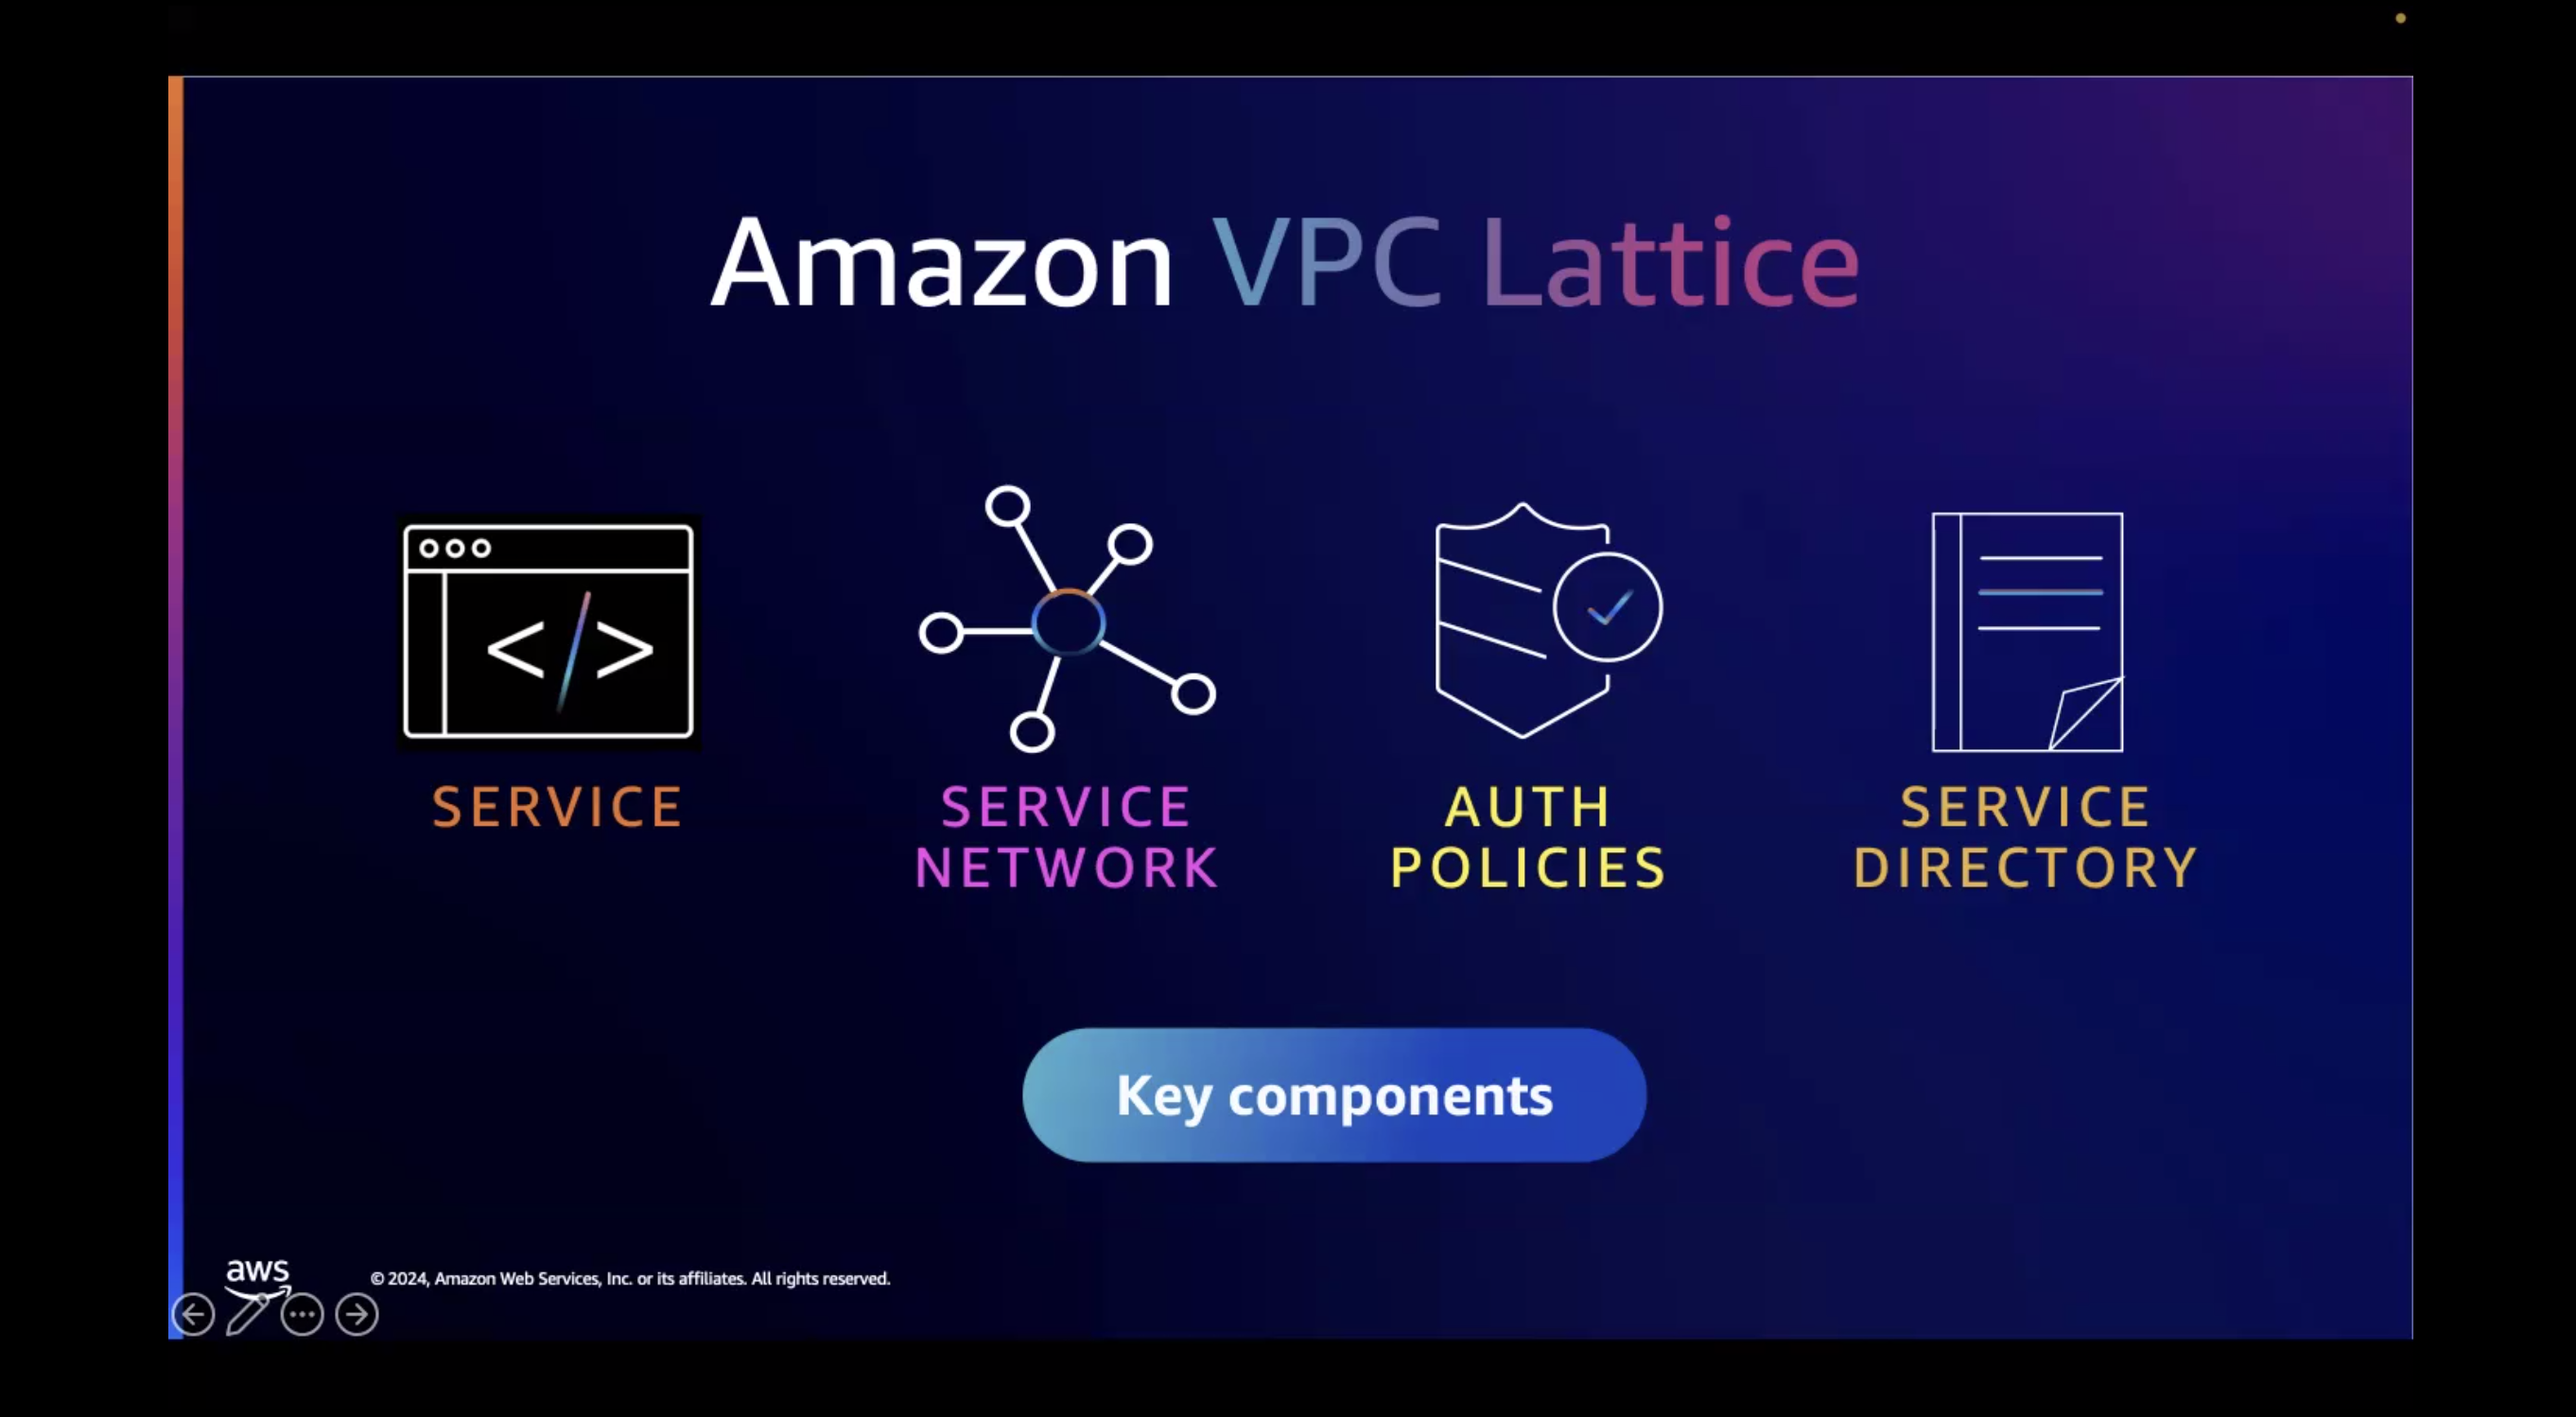 Amazon VPC Lattice
</>
SERVICE
SERVICE
NETWORK
AUTH
POLICIES
SERVICE
DIRECTORY
Key components
aws
© 2024, Amazon Web Services, Inc. or its affiliates. All rights reserved.